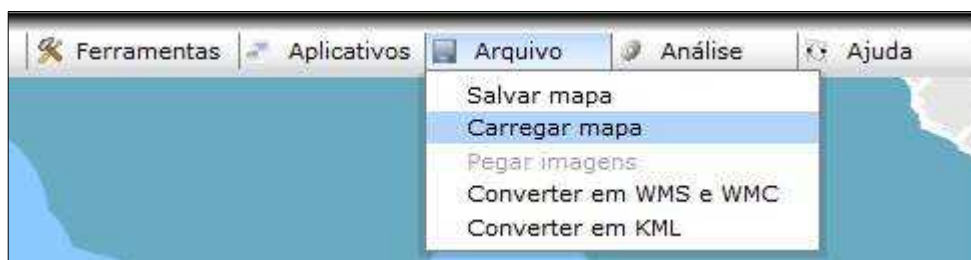 Ferramentas Aplicativos Arquivo Análise Ajuda
Salvar mapa
Carregar mapa
Pegar imagens
Converter em WMS e WMC
Converter em KML